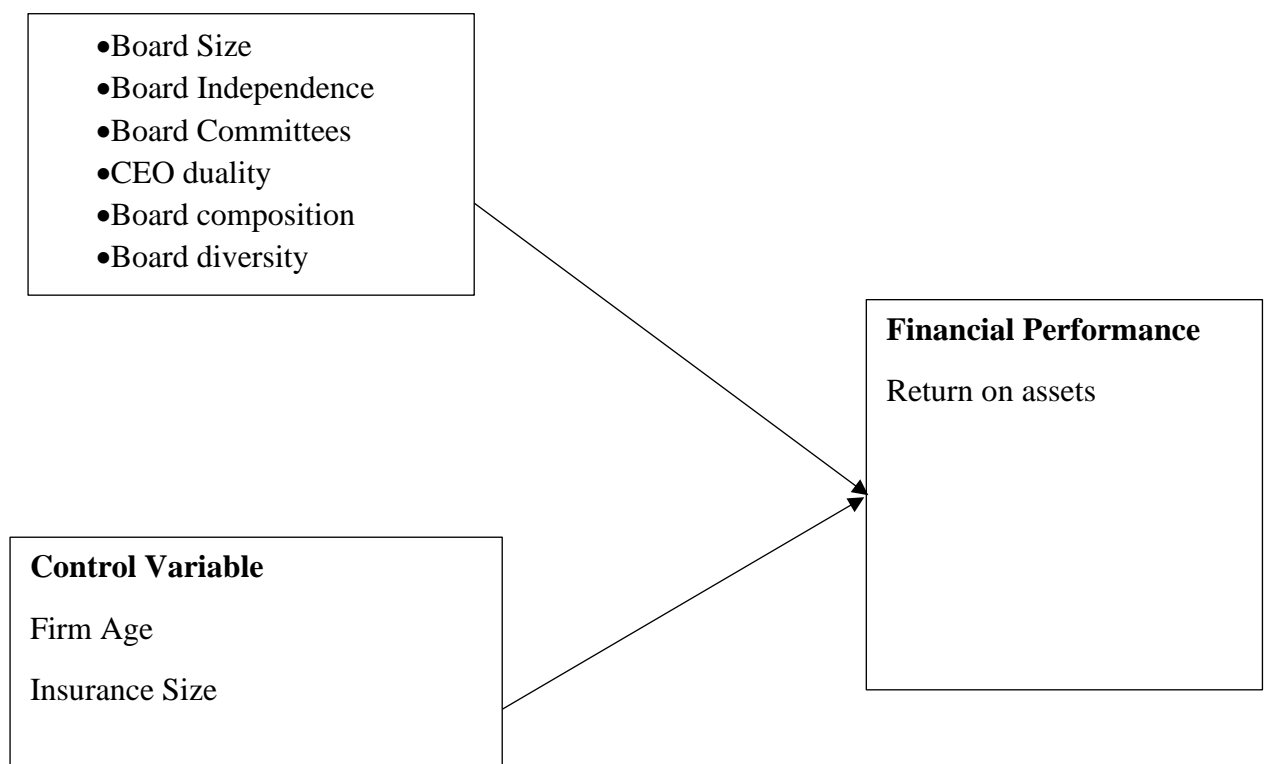 •Board Size
•Board Independence
•Board Committees
•CEO duality
•Board composition
•Board diversity
Financial Performance
Return on assets
Control Variable
Firm Age
Insurance Size